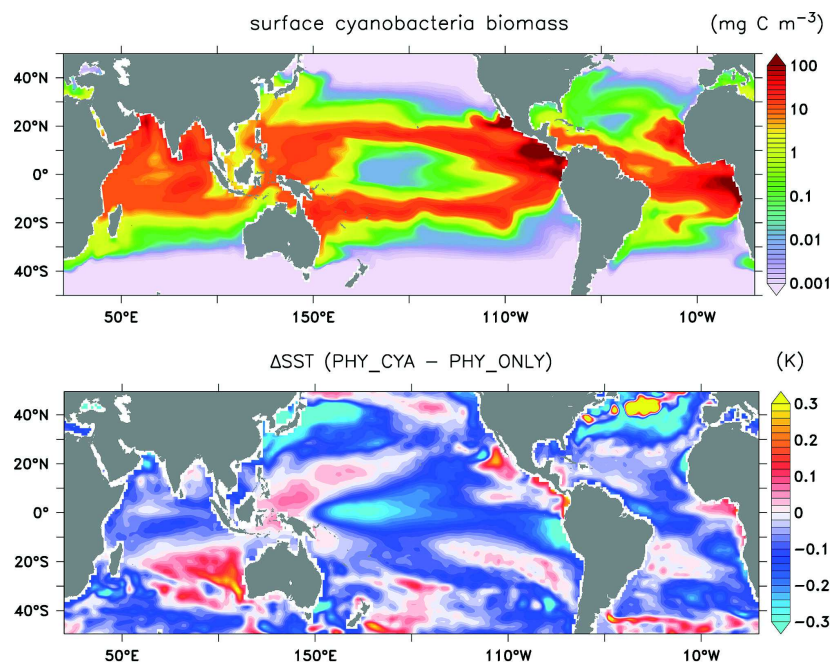 surface cyanobacteria biomass (mg C m⁻³)
40°N
20°N
0°
20°S
40°S
50°E 150°E 110°W 10°W
100
10
1
0.1
0.01
0.001
ΔSST (PHY_CYA – PHY_ONLY) (K)
40°N
20°N
0°
20°S
40°S
50°E 150°E 110°W 10°W
0.3
0.2
0.1
0.0
−0.1
−0.2
−0.3